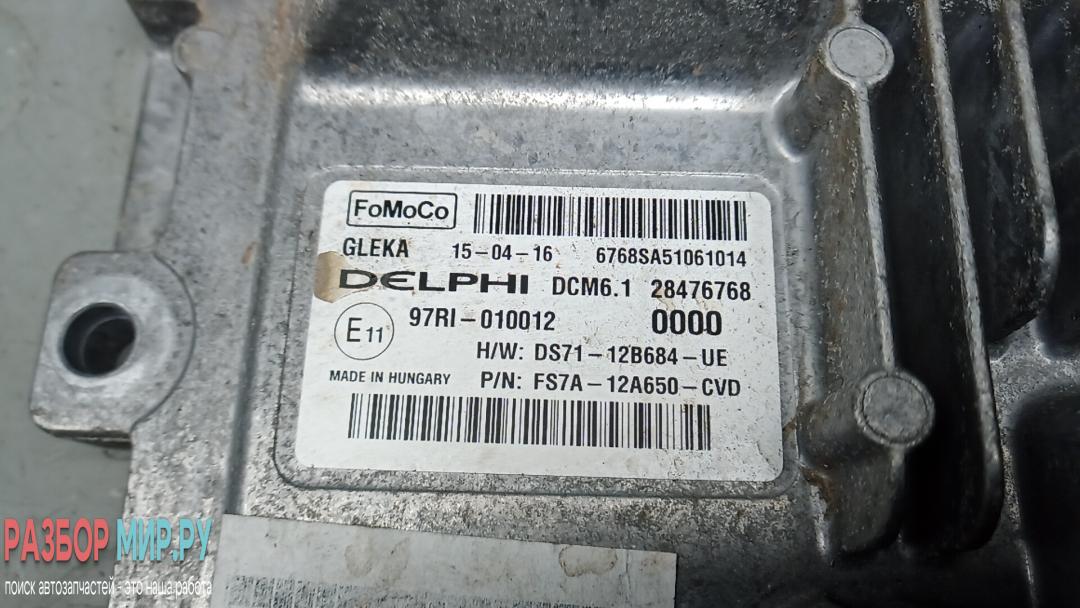 FoMoCo
GLEKA 15-04-16 6768SA51061014
DELPHI DCM6.1 28476768
E11 97RI-010012 0000
H/W: DS71-12B684-UE
MADE IN HUNGARY P/N: FS7A-12A650-CVD
РАЗБОР МИР.РУ
поиск автозапчастей - это наша работа